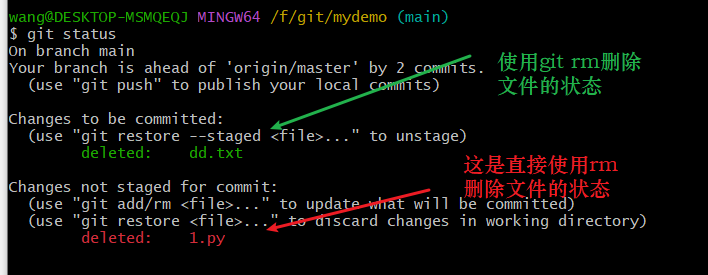 wang@DESKTOP-MSMQEQJ MINGW64 /f/git/mydemo (main)
$ git status
On branch main
Your branch is ahead of 'origin/master' by 2 commits.
(use "git push" to publish your local commits)
使用git rm删除
文件的状态
Changes to be committed:
(use "git restore --staged <file>..." to unstage)
deleted: dd.txt
这是直接使用rm
删除文件的状态
Changes not staged for commit:
(use "git add/rm <file>..." to update what will be committed)
(use "git restore <file>..." to discard changes in working directory)
deleted: 1.py